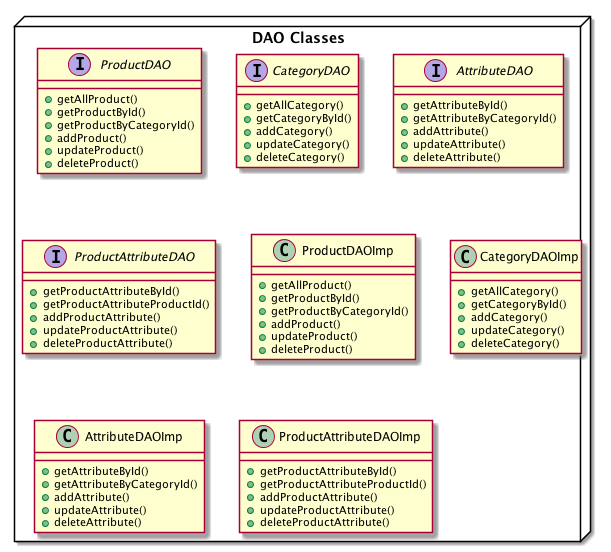 DAO Classes
I ProductDAO
getAllProduct()
getProductById()
getProductByCategoryId()
addProduct()
updateProduct()
deleteProduct()
I CategoryDAO
getAllCategory()
getCategoryById()
addCategory()
updateCategory()
deleteCategory()
I AttributeDAO
getAttributeById()
getAttributeByCategoryId()
addAttribute()
updateAttribute()
deleteAttribute()
I ProductAttributeDAO
getProductAttributeById()
getProductAttributeProductId()
addProductAttribute()
updateProductAttribute()
deleteProductAttribute()
C ProductDAOImp
getAllProduct()
getProductById()
getProductByCategoryId()
addProduct()
updateProduct()
deleteProduct()
C CategoryDAOImp
getAllCategory()
getCategoryById()
addCategory()
updateCategory()
deleteCategory()
C AttributeDAOImp
getAttributeById()
getAttributeByCategoryId()
addAttribute()
updateAttribute()
deleteAttribute()
C ProductAttributeDAOImp
getProductAttributeById()
getProductAttributeProductId()
addProductAttribute()
updateProductAttribute()
deleteProductAttribute()